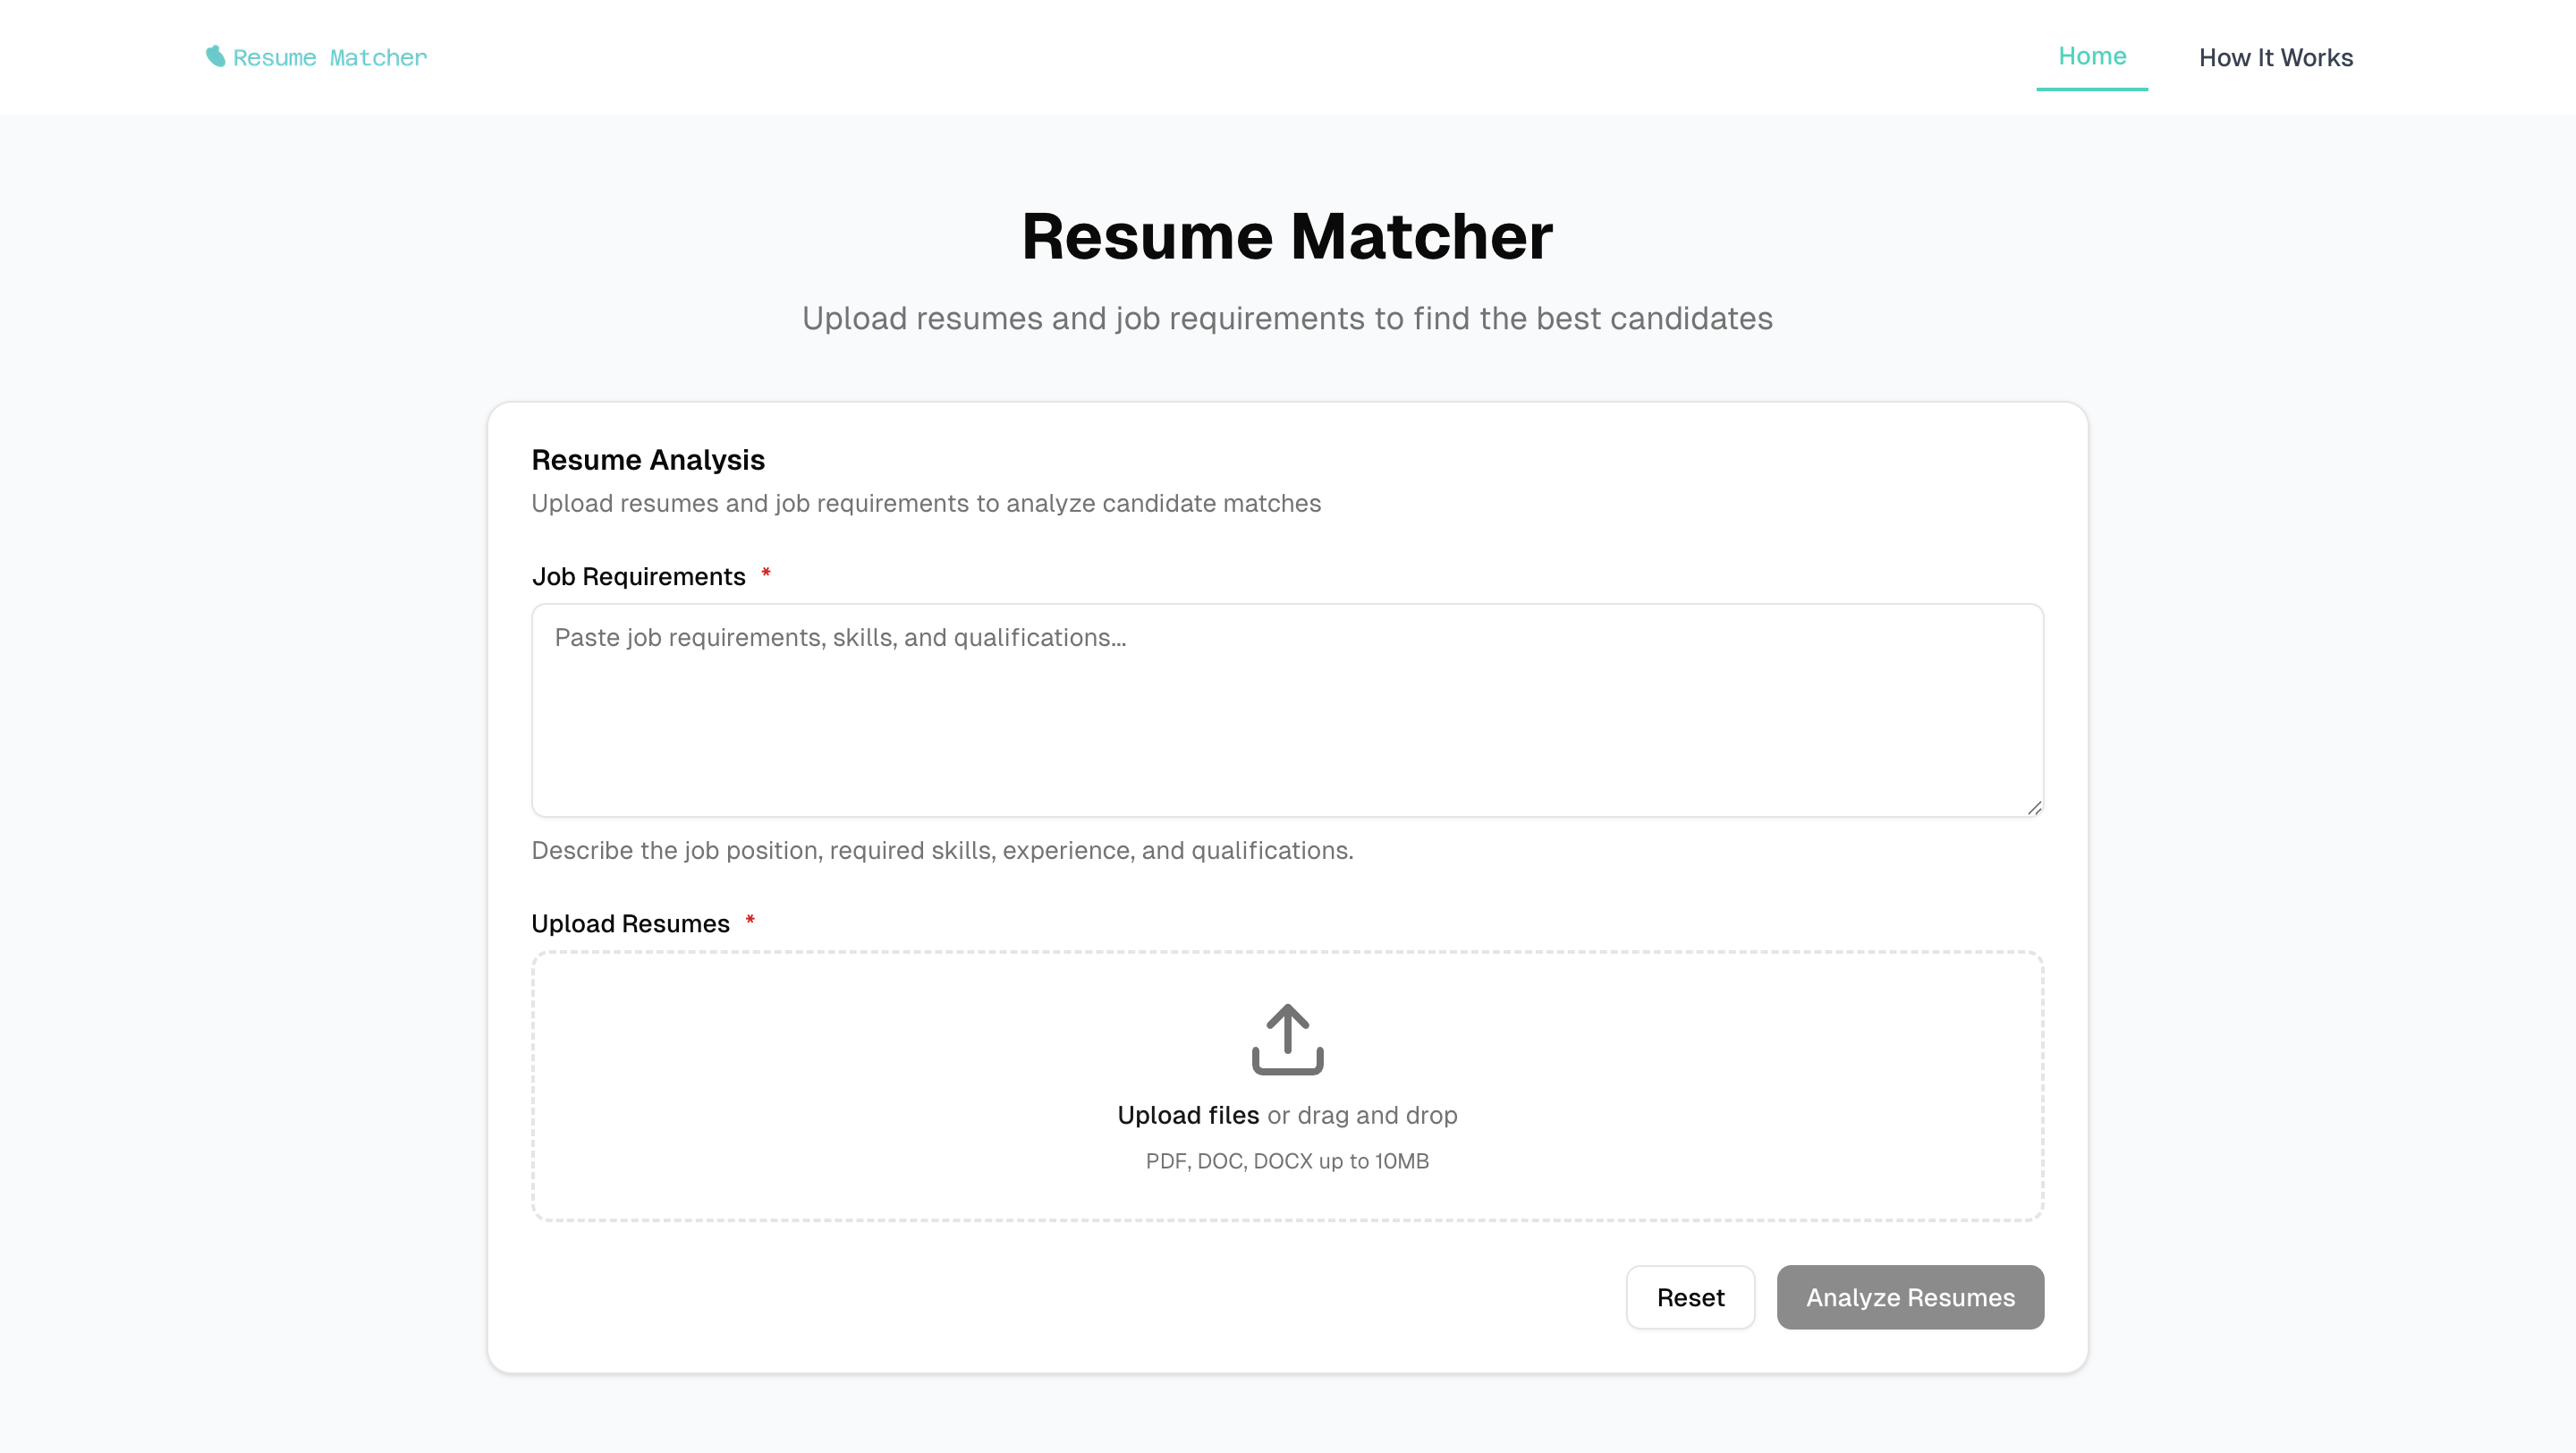 Resume Matcher
Home
How It Works
Resume Matcher
Upload resumes and job requirements to find the best candidates
Resume Analysis
Upload resumes and job requirements to analyze candidate matches
Job Requirements *
Paste job requirements, skills, and qualifications...
Describe the job position, required skills, experience, and qualifications.
Upload Resumes *
Upload files or drag and drop
PDF, DOC, DOCX up to 10MB
Reset
Analyze Resumes